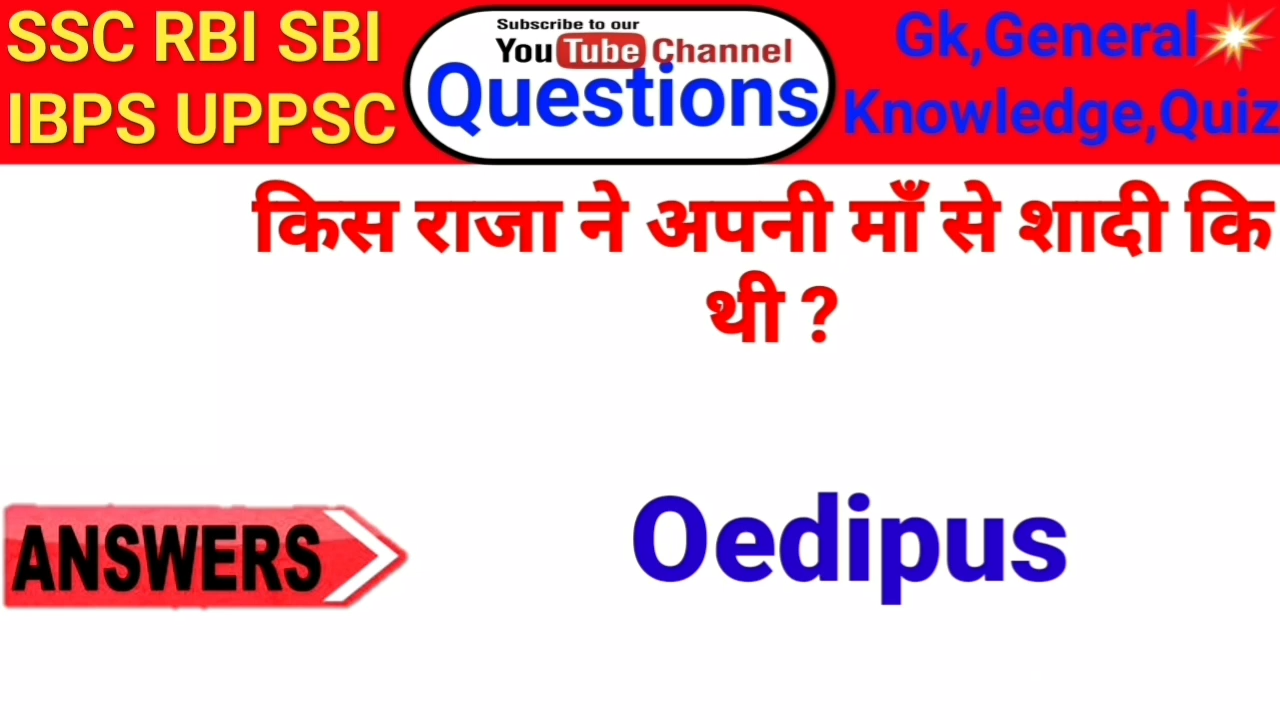 SSC RBI SBI
IBPS UPPSC
Subscribe to our
YouTube Channel
Questions
Gk,General
Knowledge,Quiz
किस राजा ने अपनी माँ से शादी कि
थी ?
ANSWERS
Oedipus